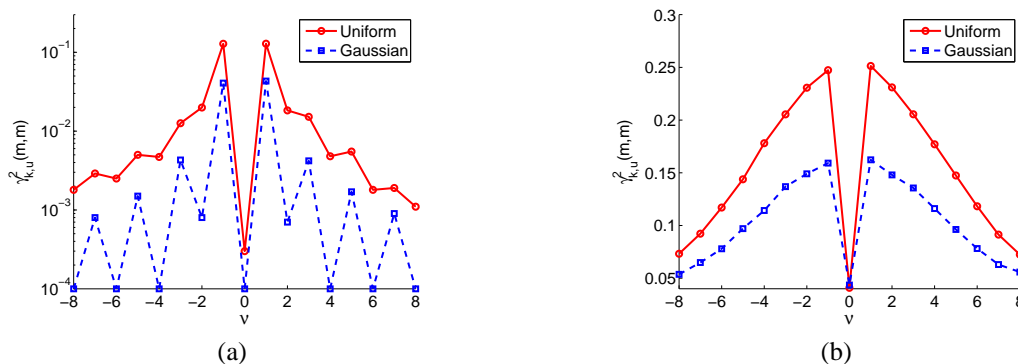 Uniform
Gaussian
10⁻¹
10⁻²
10⁻³
10⁻⁴
γ²ₖ,ᵤ(m,m)
−8 −6 −4 −2 0 2 4 6 8
ν
(a)
Uniform
Gaussian
0.3
0.25
0.2
0.15
0.1
0.05
γ²ₖ,ᵤ(m,m)
−8 −6 −4 −2 0 2 4 6 8
ν
(b)